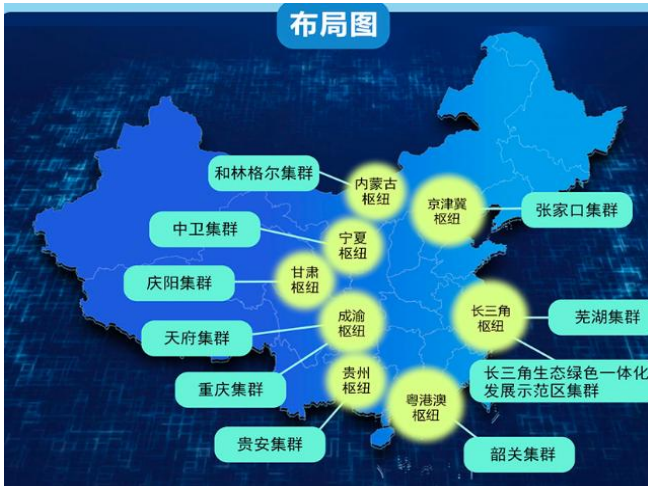 布局图
和林格尔集群
内蒙古
枢纽
京津冀
枢纽
张家口集群
中卫集群
宁夏
枢纽
庆阳集群
甘肃
枢纽
天府集群
成渝
枢纽
长三角
枢纽
芜湖集群
重庆集群
贵州
枢纽
长三角生态绿色一体化
发展示范区集群
粤港澳
枢纽
贵安集群
韶关集群